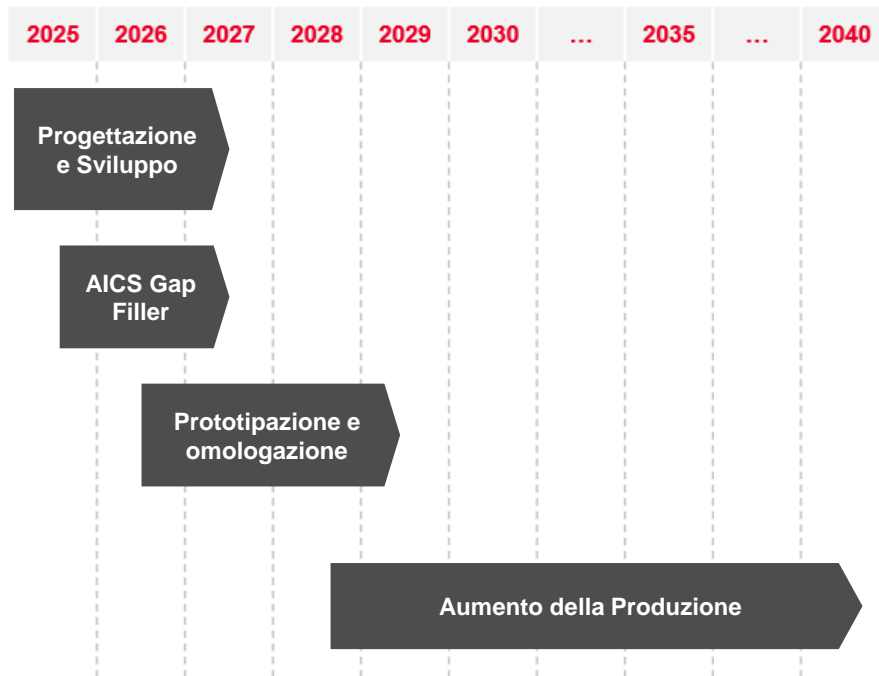 2025 2026 2027 2028 2029 2030 ... 2035 ... 2040
Progettazione
e Sviluppo
AICS Gap
Filler
Prototipazione e
omologazione
Aumento della Produzione